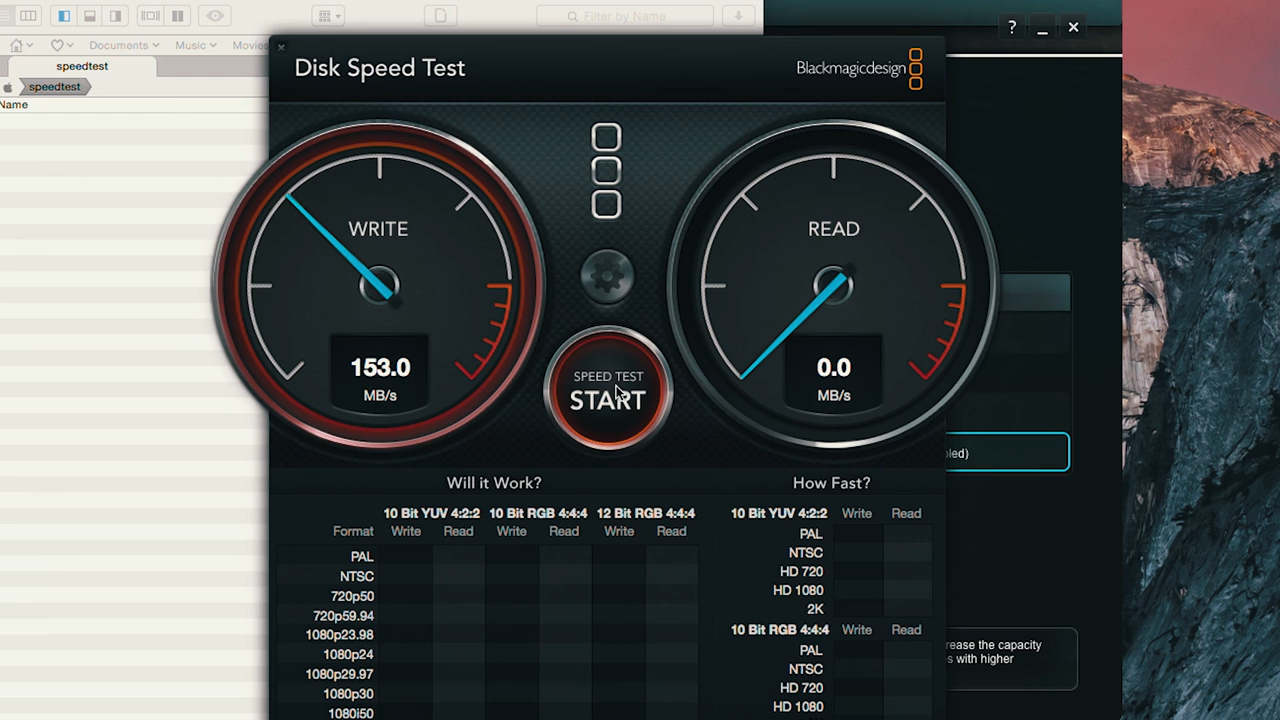 Filter by Name
Documents Music Movies
speedtest
speedtest
Name
? _ ×
Disk Speed Test
Blackmagicdesign
WRITE
153.0
MB/s
READ
0.0
MB/s
SPEED TEST
START
Will it Work?
10 Bit YUV 4:2:2 10 Bit RGB 4:4:4 12 Bit RGB 4:4:4
Format Write Read Write Read Write Read
PAL
NTSC
720p50
720p59.94
1080p23.98
1080p24
1080p29.97
1080p30
1080i50
How Fast?
10 Bit YUV 4:2:2 Write Read
PAL
NTSC
HD 720
HD 1080
2K
10 Bit RGB 4:4:4 Write Read
PAL
NTSC
HD 720
HD 1080
bled)
rease the capacity
s with higher